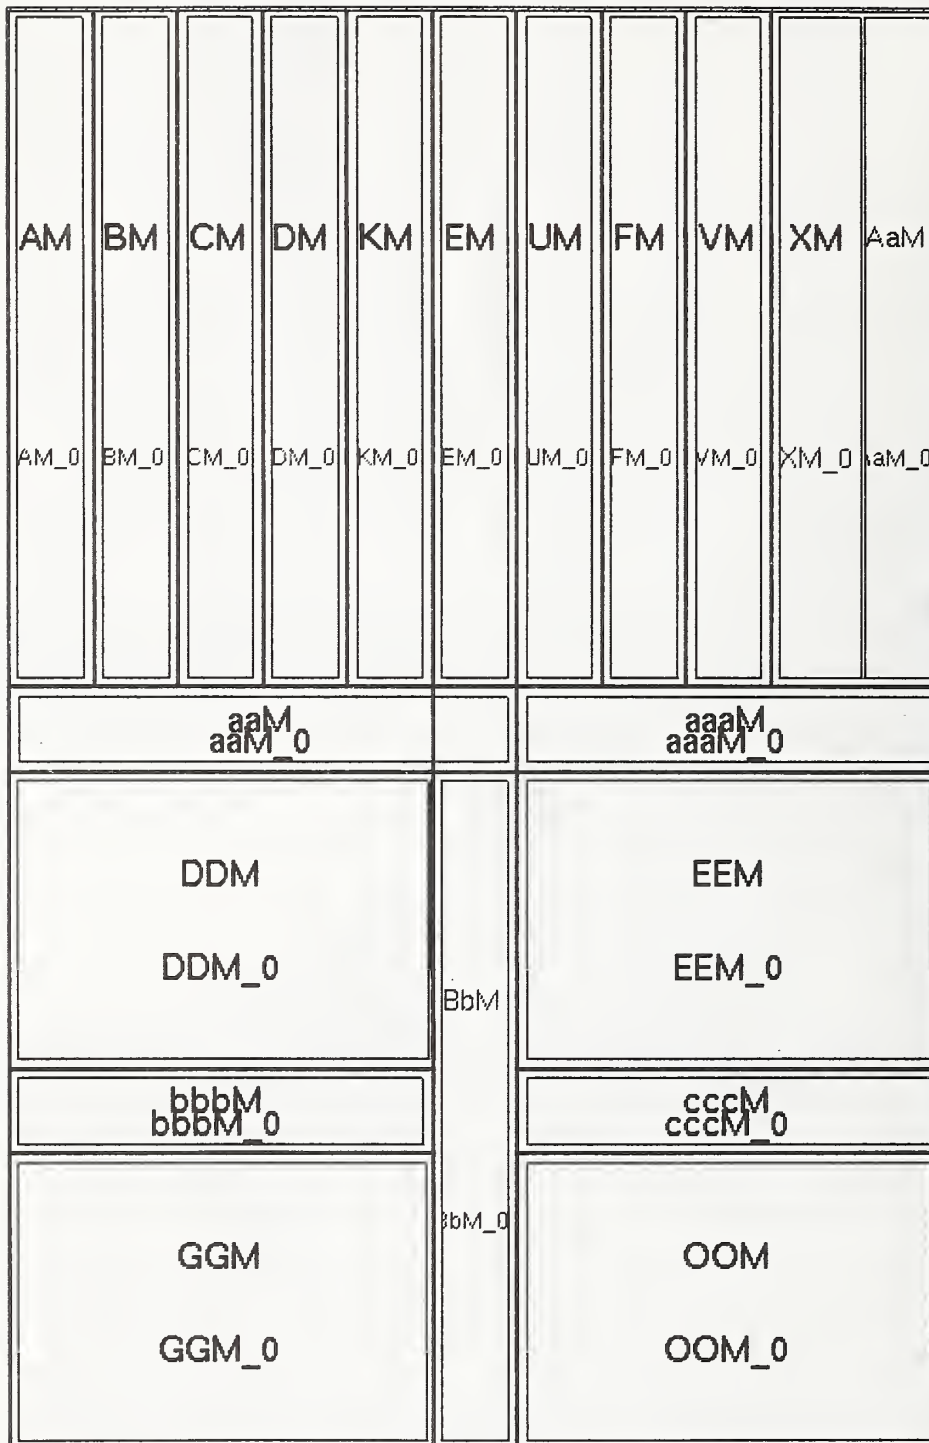 AM BM CM DM KM EM UM FM VM XM AaM
AM_0 BM_0 CM_0 DM_0 KM_0 EM_0 UM_0 FM_0 VM_0 XM_0 AaM_0
aaM aaaM
aaM_0 aaaM_0
DDM EEM
DDM_0 EEM_0
BbM
bbbM cccM
bbbM_0 cccM_0
BbM_0
GGM OOM
GGM_0 OOM_0